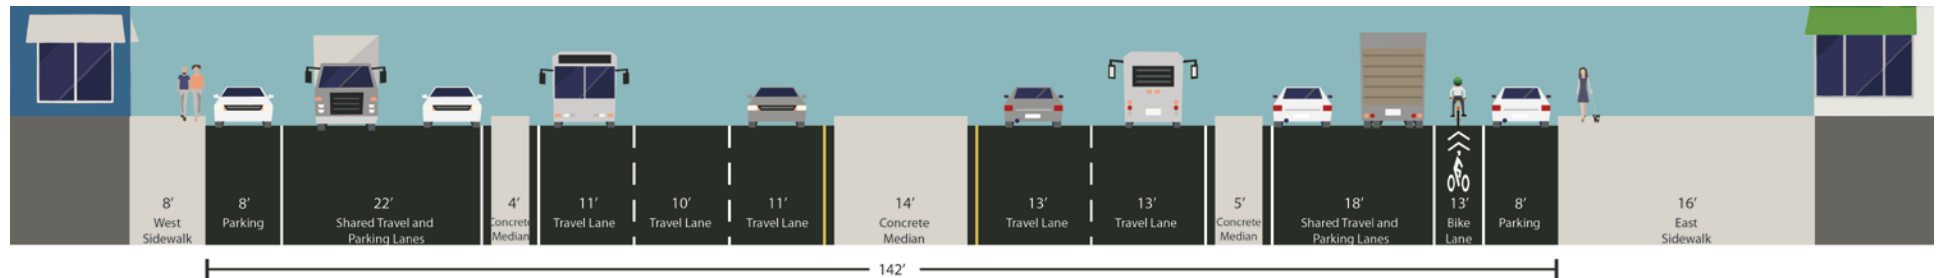 8’
West
Sidewalk
8’
Parking
22’
Shared Travel and
Parking Lanes
4’
Concrete
Median
11’
Travel Lane
10’
Travel Lane
11’
Travel Lane
14’
Concrete
Median
13’
Travel Lane
13’
Travel Lane
5’
Concrete
Median
18’
Shared Travel and
Parking Lanes
13’
Bike
Lane
8’
Parking
16’
East
Sidewalk
142’